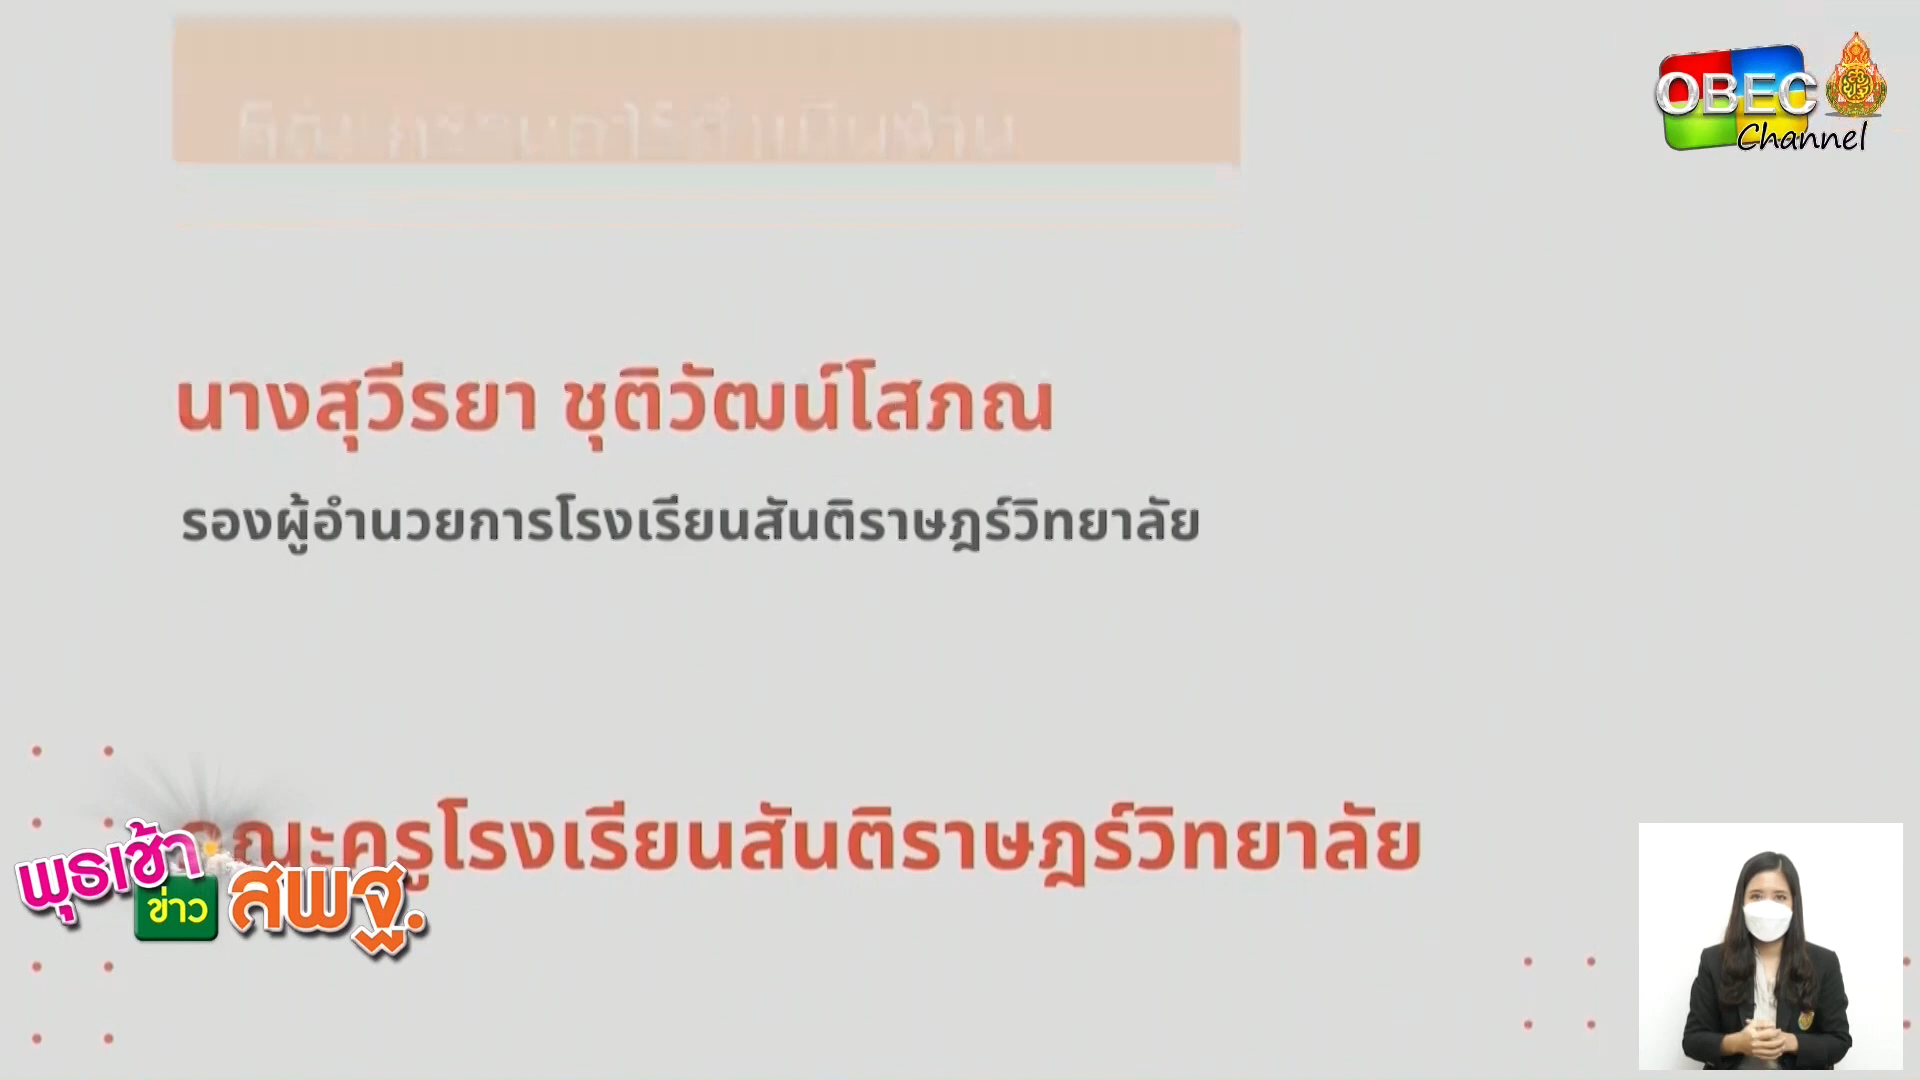 OBEC
Channel
นางสุวีรยา ชุติวัฒน์โสภณ
รองผู้อำนวยการโรงเรียนสันติราษฎร์วิทยาลัย
คณะครูโรงเรียนสันติราษฎร์วิทยาลัย
พุธเช้า
ข่าว สพฐ.